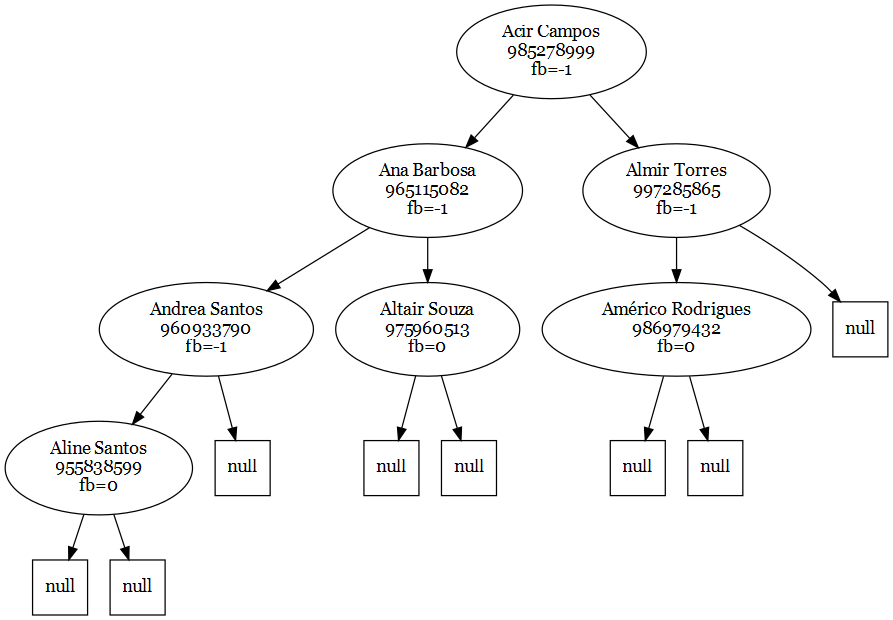 Acir Campos
985278999
fb=-1
Ana Barbosa
965115082
fb=-1
Almir Torres
997285865
fb=-1
Andrea Santos
960933790
fb=-1
Altair Souza
975960513
fb=0
Américo Rodrigues
986979432
fb=0
null
Aline Santos
955838599
fb=0
null
null
null
null
null
null
null